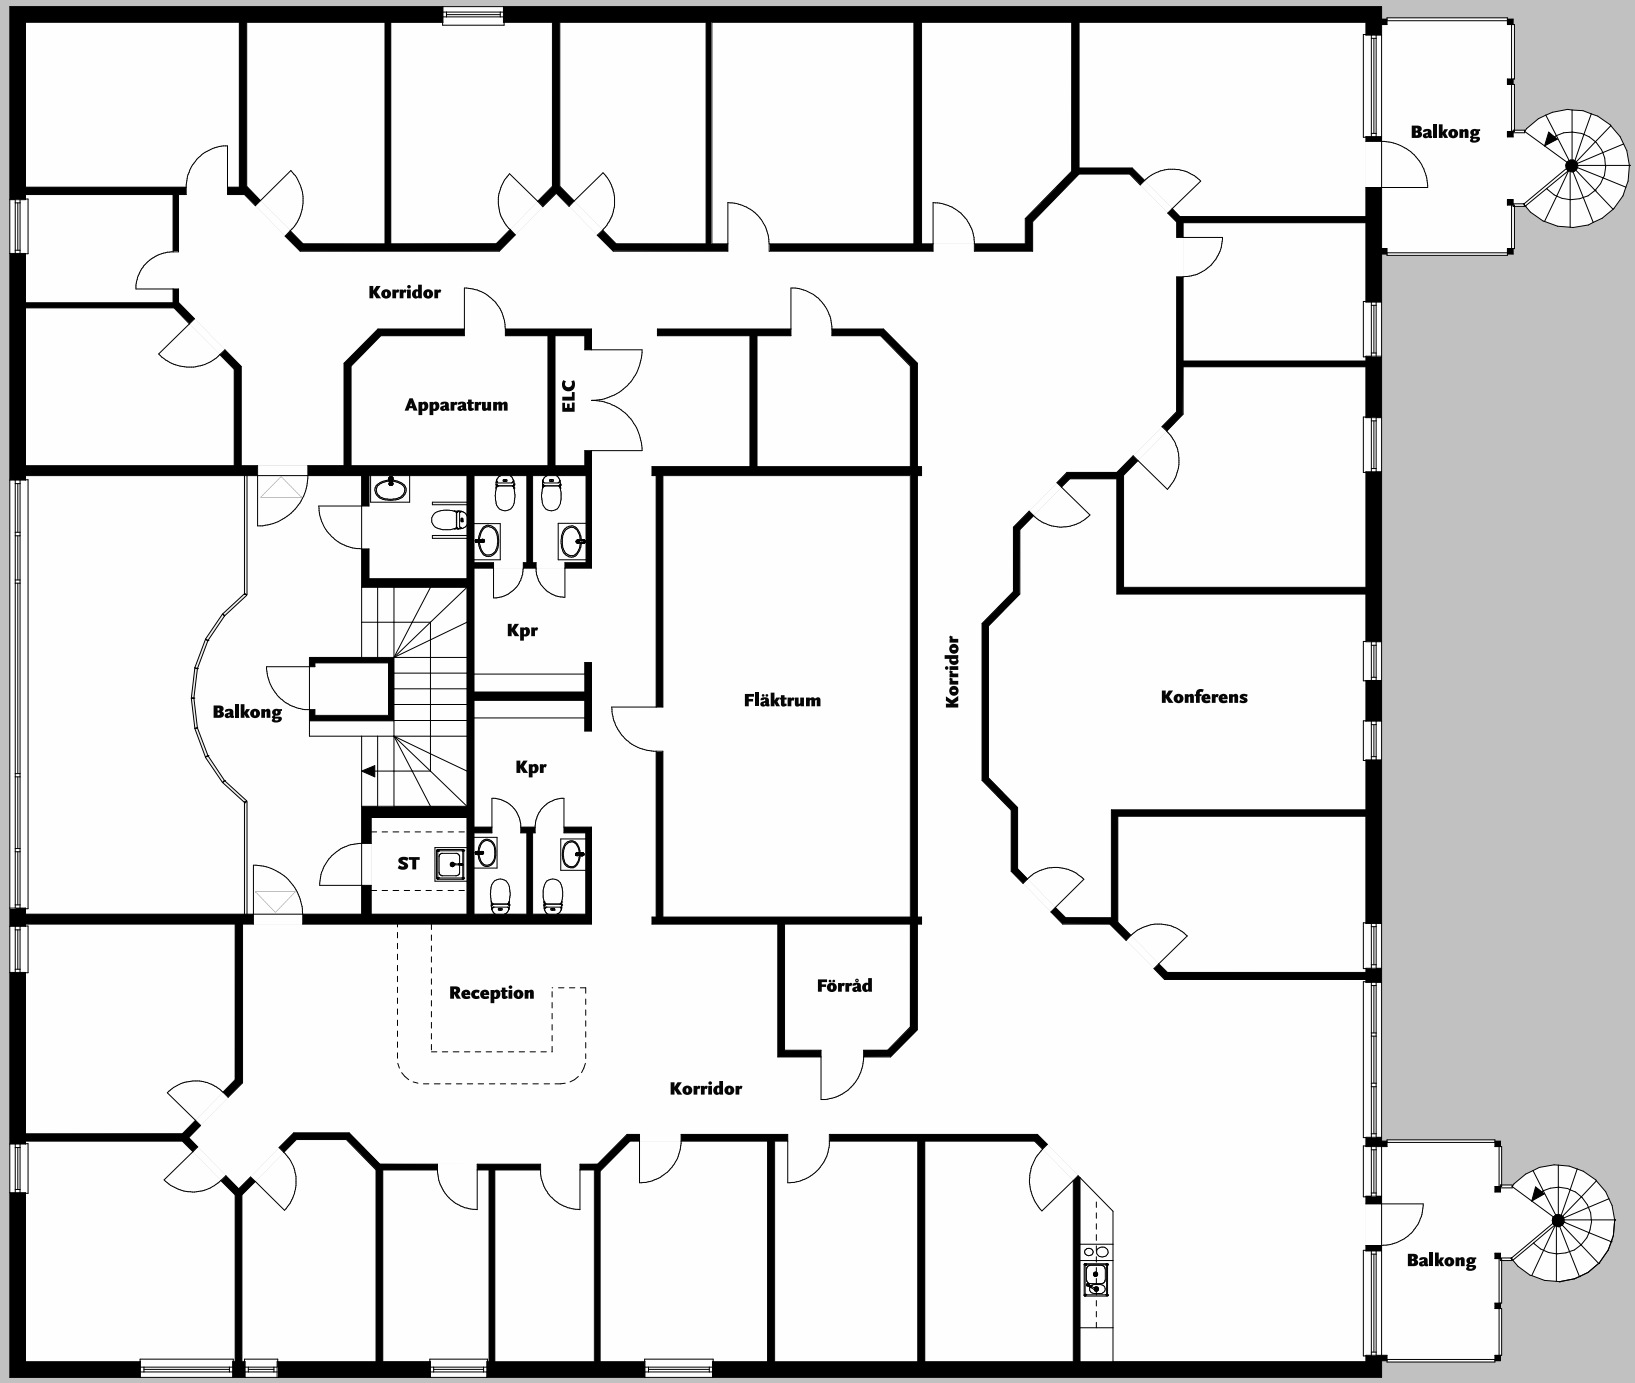 Balkong
Korridor
Apparatrum
ELC
Kpr
Korridor
Konferens
Fläktrum
Balkong
Kpr
ST
Förråd
Reception
Korridor
Balkong